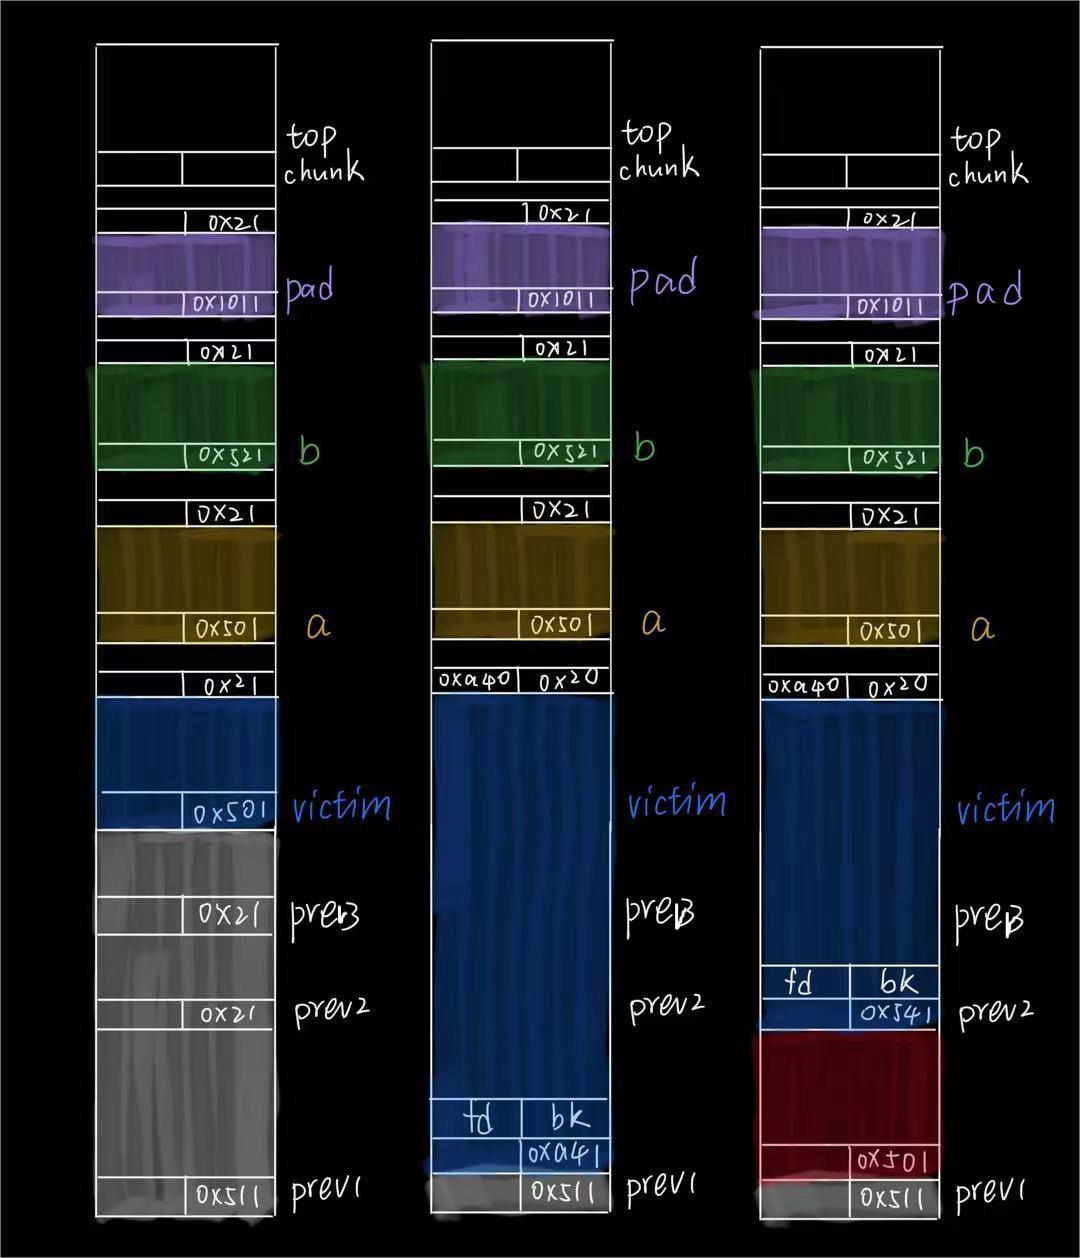 top
chunk
0x21
0x1011
pad
0x21
0x521
b
0x21
0x501
a
0x21
0x501
victim
0x21
prev3
0x21
prev2
0x511
prev1
top
chunk
0x21
0x1011
pad
0x21
0x521
b
0x21
0x501
a
0xa40 0x20
victim
prev3
prev2
fd bk
0xa41
0x511
prev1
top
chunk
0x21
0x1011
pad
0x21
0x521
b
0x21
0x501
a
0xa40 0x20
victim
prev3
fd bk
0x541
prev2
0x501
0x511
prev1